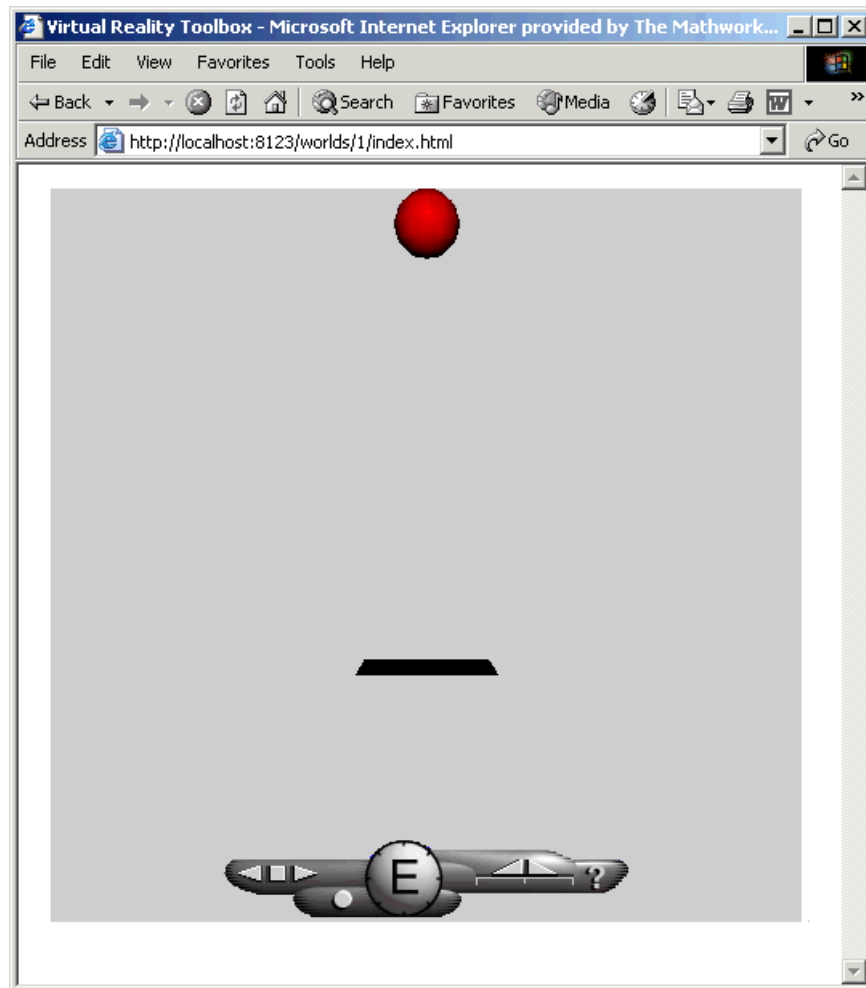 Virtual Reality Toolbox - Microsoft Internet Explorer provided by The Mathwork...
File Edit View Favorites Tools Help
Back Search Favorites Media W »
Address http://localhost:8123/worlds/1/index.html Go
E
?